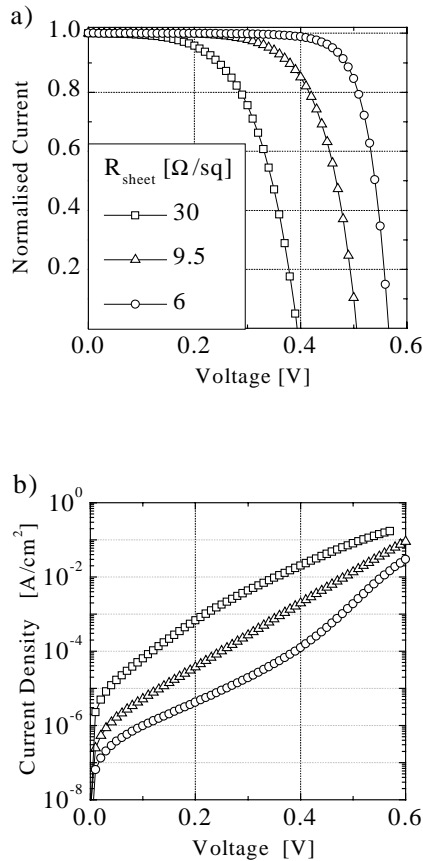 a)
1.0
0.8
0.6
0.4
0.2
Normalised Current
R_sheet [Ω/sq]
30
9.5
6
0.0 0.2 0.4 0.6
Voltage [V]
b)
10^0
10^-2
10^-4
10^-6
10^-8
Current Density [A/cm^2]
0.0 0.2 0.4 0.6
Voltage [V]